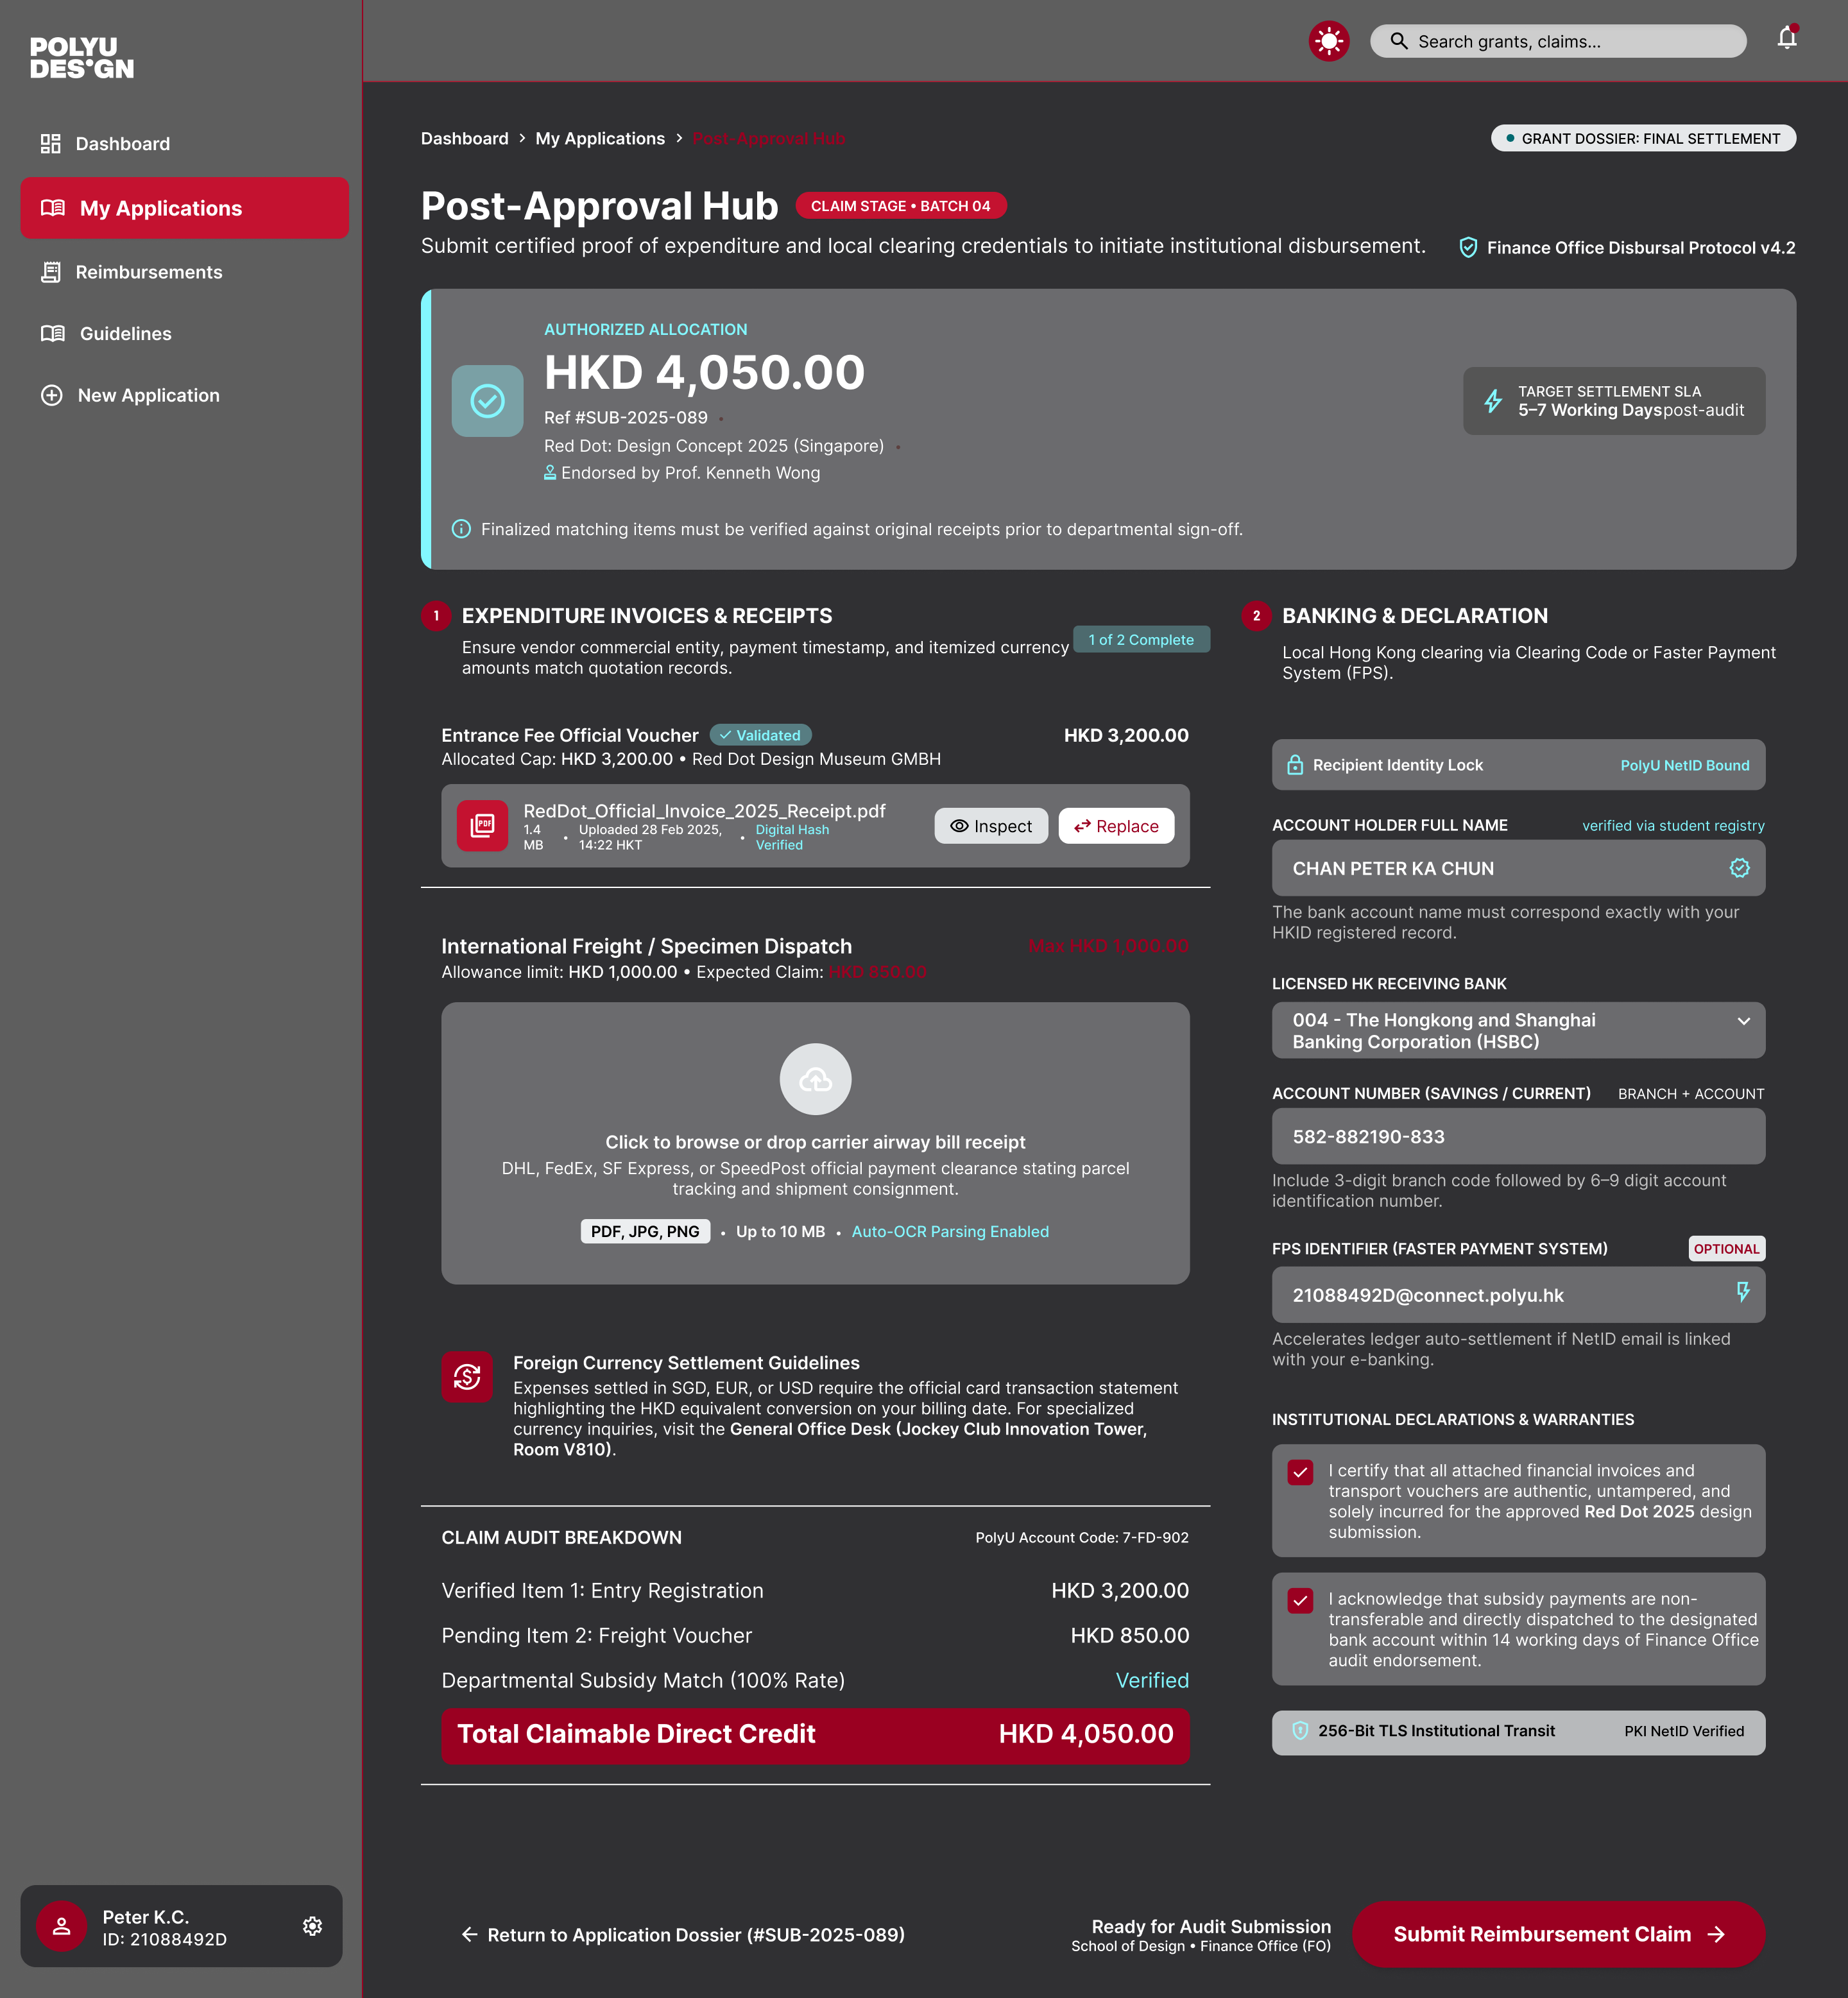 POLYU
DES•GN
Dashboard
My Applications
Reimbursements
Guidelines
New Application
Peter K.C.
ID: 21088492D
Search grants, claims...
Dashboard > My Applications > Post-Approval Hub
• GRANT DOSSIER: FINAL SETTLEMENT
Post-Approval Hub
CLAIM STAGE • BATCH 04
Submit certified proof of expenditure and local clearing credentials to initiate institutional disbursement.
Finance Office Disbursal Protocol v4.2
AUTHORIZED ALLOCATION
HKD 4,050.00
Ref #SUB-2025-089 •
Red Dot: Design Concept 2025 (Singapore) •
Endorsed by Prof. Kenneth Wong
TARGET SETTLEMENT SLA
5–7 Working Dayspost-audit
Finalized matching items must be verified against original receipts prior to departmental sign-off.
1 EXPENDITURE INVOICES & RECEIPTS
Ensure vendor commercial entity, payment timestamp, and itemized currency
amounts match quotation records.
1 of 2 Complete
Entrance Fee Official Voucher
Validated
HKD 3,200.00
Allocated Cap: HKD 3,200.00 • Red Dot Design Museum GMBH
PDF
RedDot_Official_Invoice_2025_Receipt.pdf
1.4
MB
• Uploaded 28 Feb 2025,
14:22 HKT
• Digital Hash
Verified
Inspect
Replace
International Freight / Specimen Dispatch
Max HKD 1,000.00
Allowance limit: HKD 1,000.00 • Expected Claim: HKD 850.00
Click to browse or drop carrier airway bill receipt
DHL, FedEx, SF Express, or SpeedPost official payment clearance stating parcel
tracking and shipment consignment.
PDF, JPG, PNG • Up to 10 MB • Auto-OCR Parsing Enabled
Foreign Currency Settlement Guidelines
Expenses settled in SGD, EUR, or USD require the official card transaction statement
highlighting the HKD equivalent conversion on your billing date. For specialized
currency inquiries, visit the General Office Desk (Jockey Club Innovation Tower,
Room V810).
CLAIM AUDIT BREAKDOWN
PolyU Account Code: 7-FD-902
Verified Item 1: Entry Registration
HKD 3,200.00
Pending Item 2: Freight Voucher
HKD 850.00
Departmental Subsidy Match (100% Rate)
Verified
Total Claimable Direct Credit
HKD 4,050.00
2 BANKING & DECLARATION
Local Hong Kong clearing via Clearing Code or Faster Payment
System (FPS).
Recipient Identity Lock
PolyU NetID Bound
ACCOUNT HOLDER FULL NAME
verified via student registry
CHAN PETER KA CHUN
The bank account name must correspond exactly with your
HKID registered record.
LICENSED HK RECEIVING BANK
004 - The Hongkong and Shanghai
Banking Corporation (HSBC)
ACCOUNT NUMBER (SAVINGS / CURRENT)
BRANCH + ACCOUNT
582-882190-833
Include 3-digit branch code followed by 6–9 digit account
identification number.
FPS IDENTIFIER (FASTER PAYMENT SYSTEM)
OPTIONAL
21088492D@connect.polyu.hk
Accelerates ledger auto-settlement if NetID email is linked
with your e-banking.
INSTITUTIONAL DECLARATIONS & WARRANTIES
I certify that all attached financial invoices and
transport vouchers are authentic, untampered, and
solely incurred for the approved Red Dot 2025 design
submission.
I acknowledge that subsidy payments are non-
transferable and directly dispatched to the designated
bank account within 14 working days of Finance Office
audit endorsement.
256-Bit TLS Institutional Transit
PKI NetID Verified
← Return to Application Dossier (#SUB-2025-089)
Ready for Audit Submission
School of Design • Finance Office (FO)
Submit Reimbursement Claim →